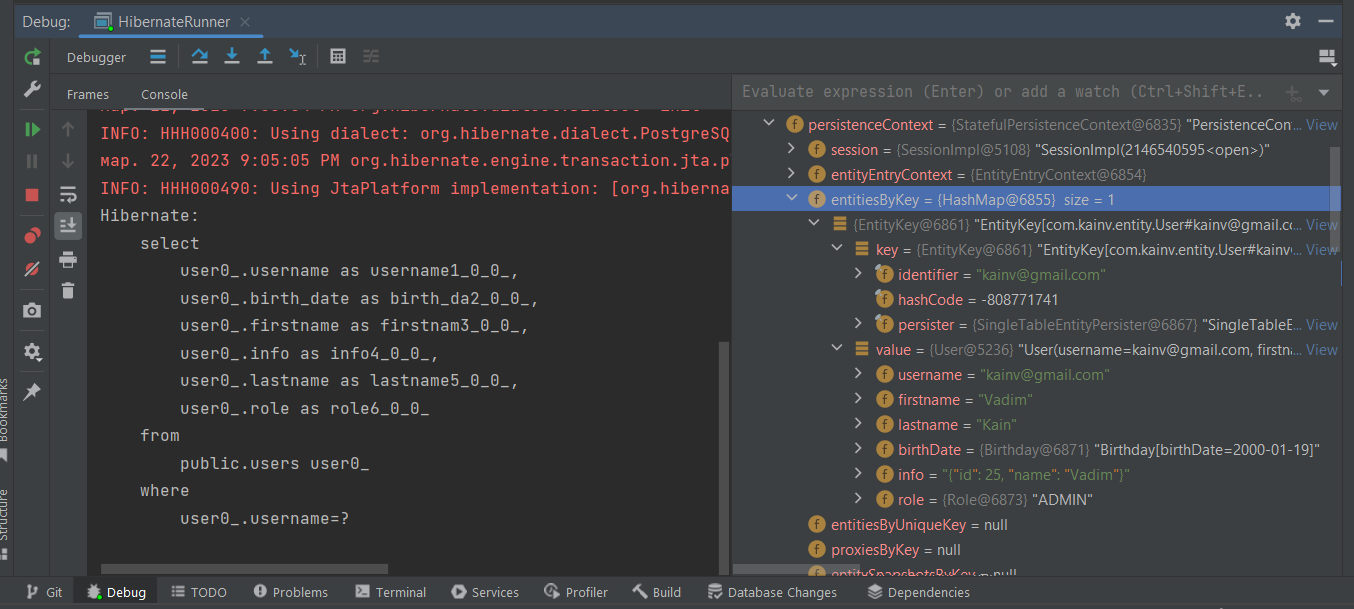 Debug:
HibernateRunner
Debugger
Frames
Console
INFO: HHH000400: Using dialect: org.hibernate.dialect.PostgreSQ
мар. 22, 2023 9:05:05 PM org.hibernate.engine.transaction.jta.p
INFO: HHH000490: Using JtaPlatform implementation: [org.hiberna
Hibernate:
select
user0_.username as username1_0_0_,
user0_.birth_date as birth_da2_0_0_,
user0_.firstname as firstnam3_0_0_,
user0_.info as info4_0_0_,
user0_.lastname as lastname5_0_0_,
user0_.role as role6_0_0_
from
public.users user0_
where
user0_.username=?
Evaluate expression (Enter) or add a watch (Ctrl+Shift+E..
persistenceContext = {StatefulPersistenceContext@6835} "PersistenceCon... View
session = {SessionImpl@5108} "SessionImpl(2146540595<open>)"
entityEntryContext = {EntityEntryContext@6854}
entitiesByKey = {HashMap@6855} size = 1
{EntityKey@6861} "EntityKey[com.kainv.entity.User#kainv@gmail.c... View
key = {EntityKey@6861} "EntityKey[com.kainv.entity.User#kainv View
identifier = "kainv@gmail.com"
hashCode = -808771741
persister = {SingleTableEntityPersister@6867} "SingleTableE... View
value = {User@5236} "User(username=kainv@gmail.com, firstn... View
username = "kainv@gmail.com"
firstname = "Vadim"
lastname = "Kain"
birthDate = {Birthday@6871} "Birthday[birthDate=2000-01-19]"
info = "{"id": 25, "name": "Vadim"}"
role = {Role@6873} "ADMIN"
entitiesByUniqueKey = null
proxiesByKey = null
entitySnapshotsByKey = null
Bookmarks
Structure
Git
Debug
TODO
Problems
Terminal
Services
Profiler
Build
Database Changes
Dependencies